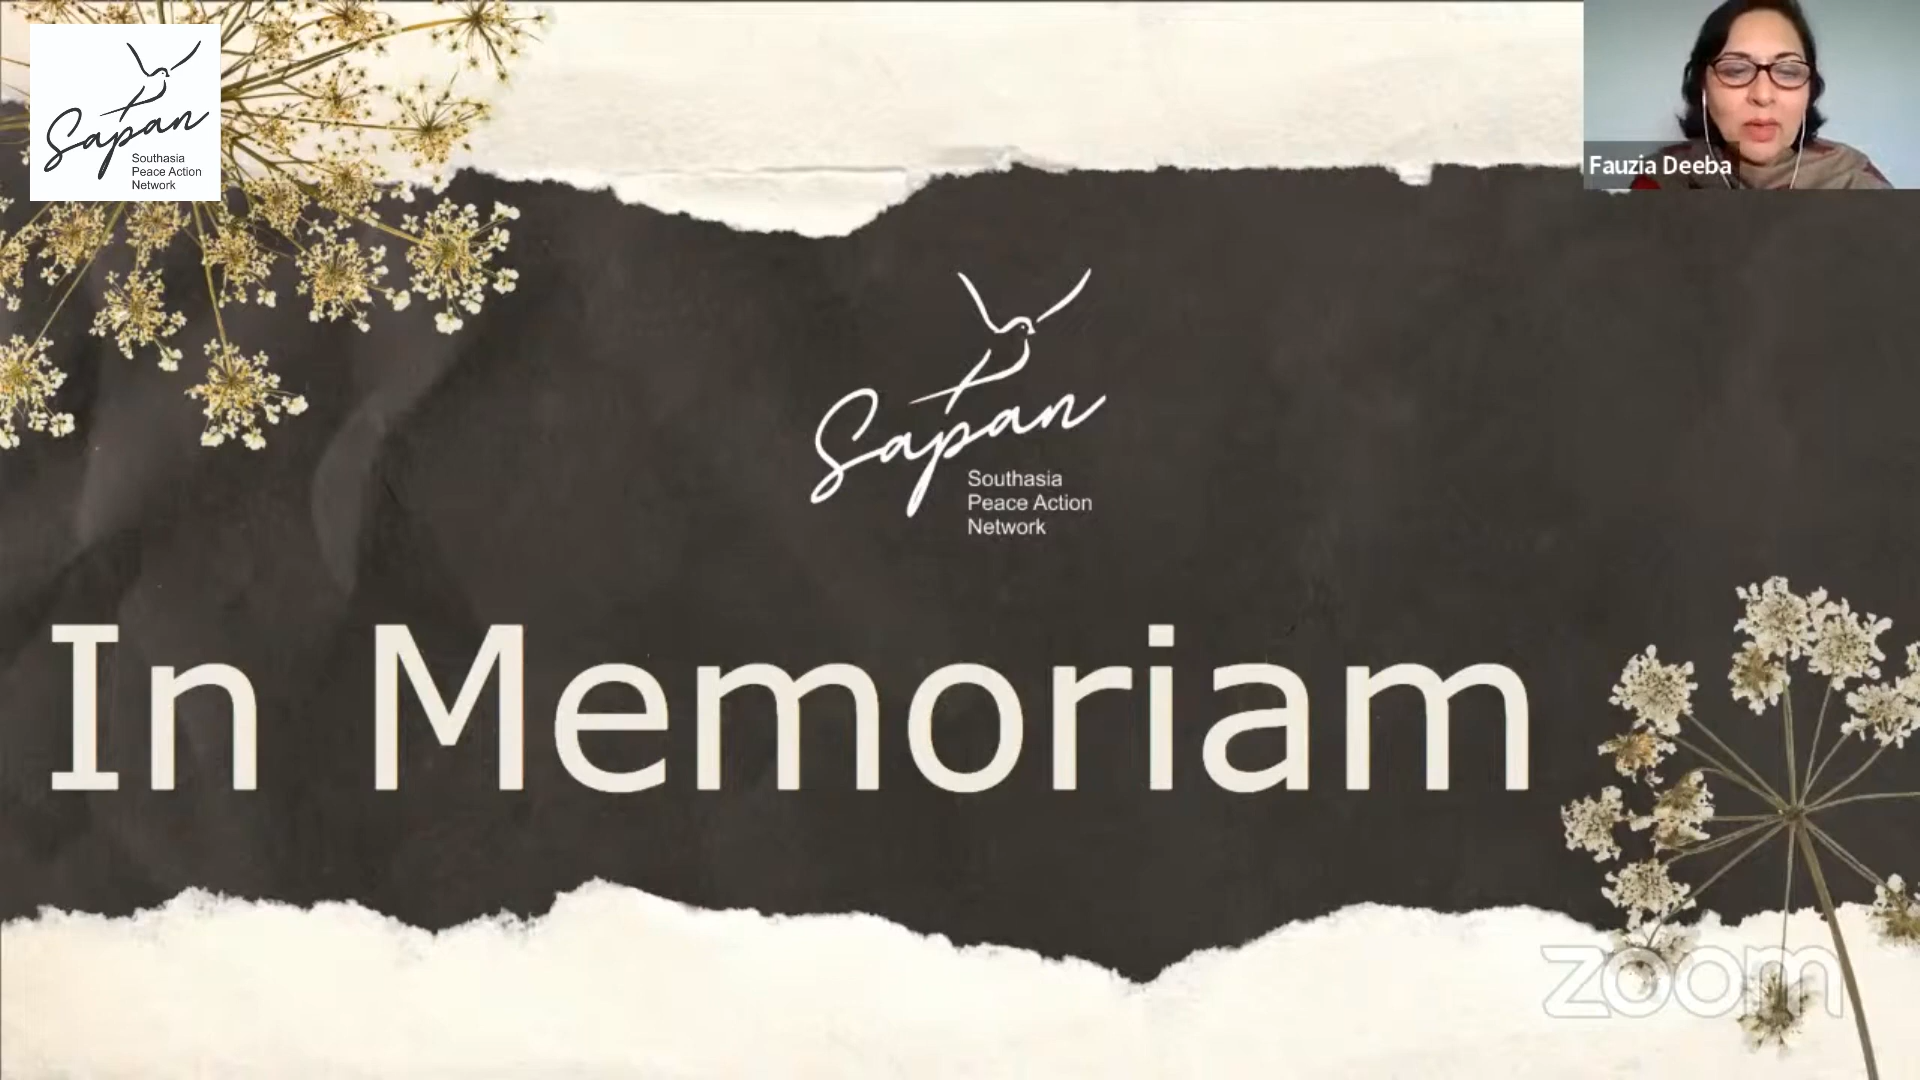 Sapan
Southasia
Peace Action
Network
Fauzia Deeba
Sapan
Southasia
Peace Action
Network
In Memoriam
zoom